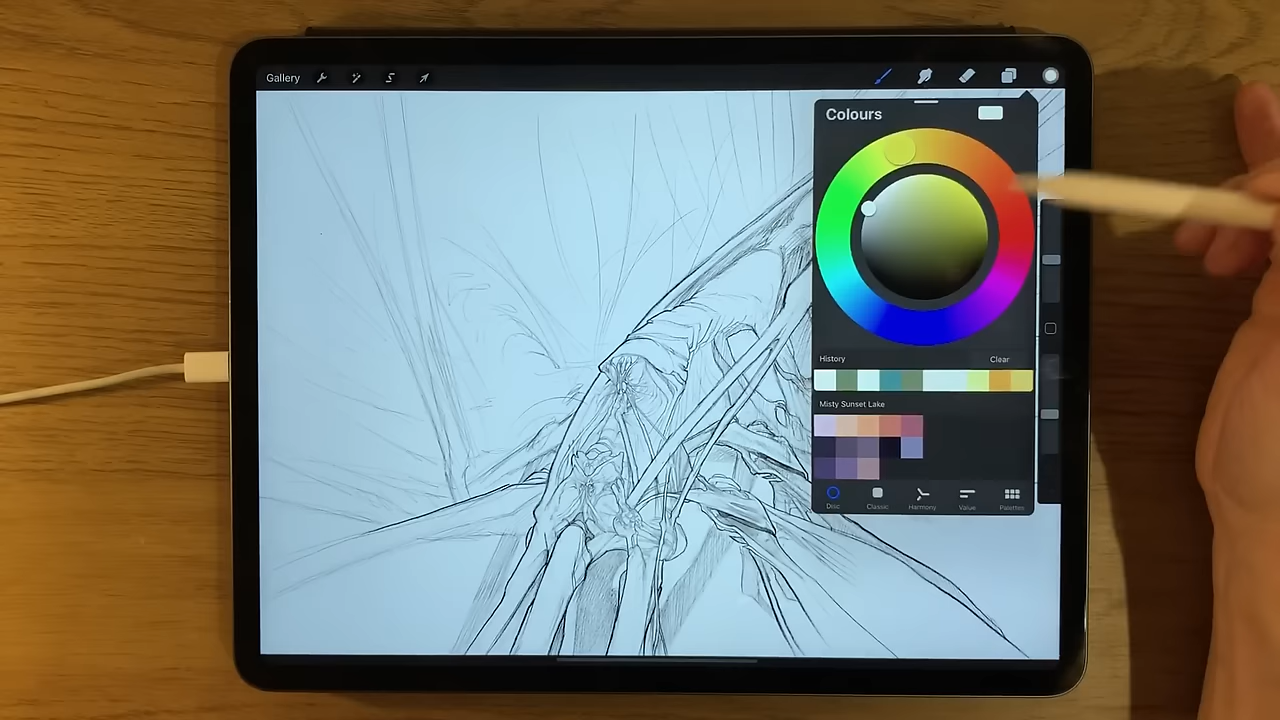 Gallery
Colours
History Clear
Misty Sunset Lake
Disc Classic Harmony Value Palettes